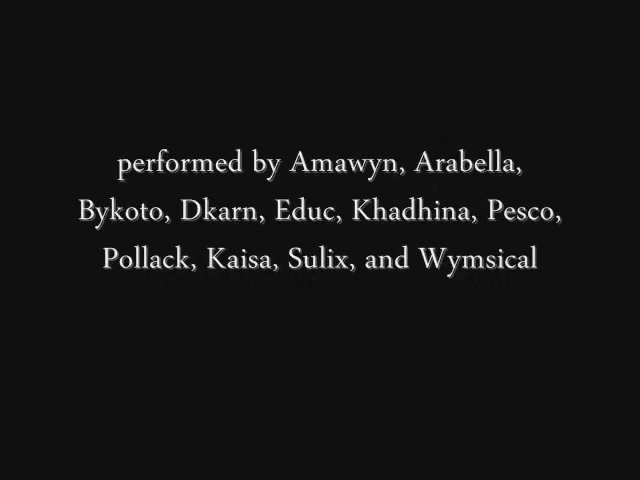 performed by Amawyn, Arabella,
Bykoto, Dkarn, Educ, Khadhina, Pesco,
Pollack, Kaisa, Sulix, and Wymsical